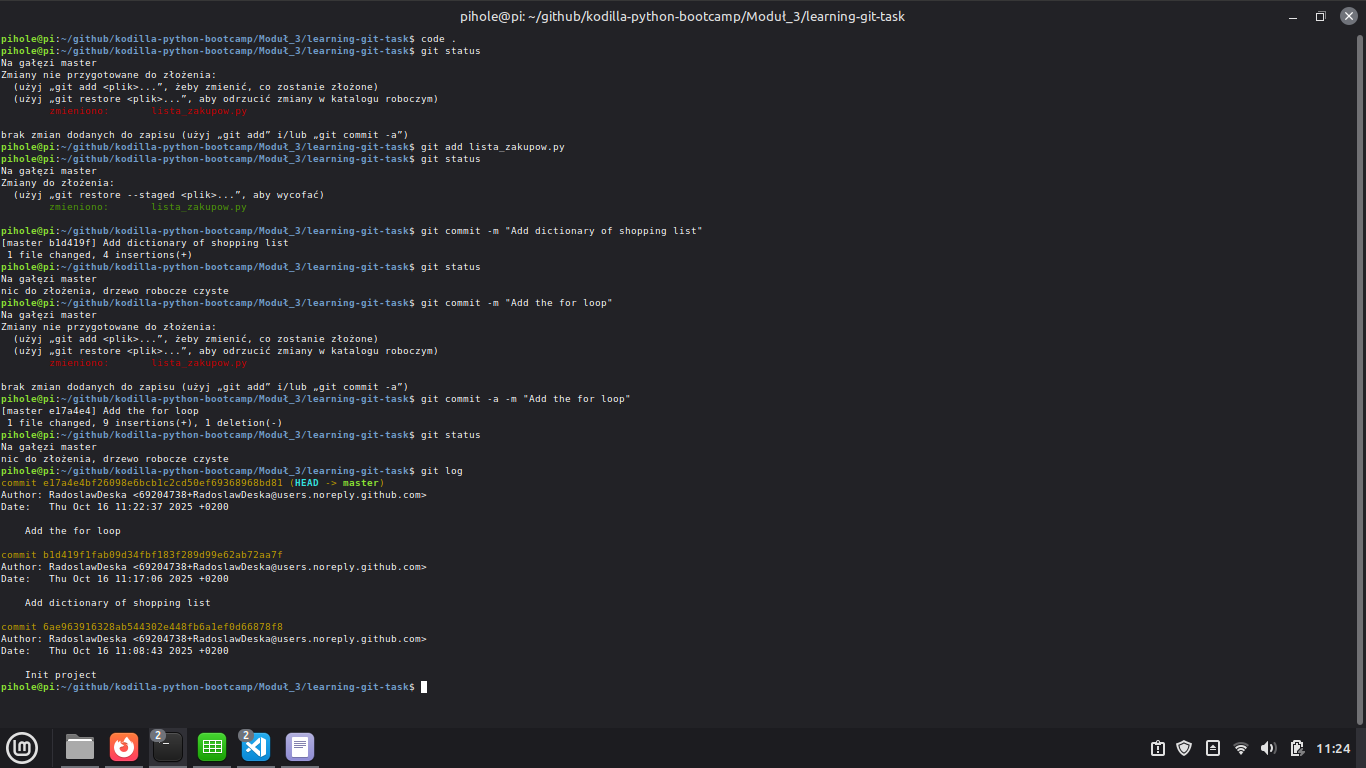 pihole@pi: ~/github/kodilla-python-bootcamp/Moduł_3/learning-git-task
pihole@pi:~/github/kodilla-python-bootcamp/Moduł_3/learning-git-task$ code .
pihole@pi:~/github/kodilla-python-bootcamp/Moduł_3/learning-git-task$ git status
Na gałęzi master
Zmiany nie przygotowane do złożenia:
  (użyj „git add <plik>...”, żeby zmienić, co zostanie złożone)
  (użyj „git restore <plik>...”, aby odrzucić zmiany w katalogu roboczym)
        zmieniono:       lista_zakupow.py

brak zmian dodanych do zapisu (użyj „git add” i/lub „git commit -a”)
pihole@pi:~/github/kodilla-python-bootcamp/Moduł_3/learning-git-task$ git add lista_zakupow.py
pihole@pi:~/github/kodilla-python-bootcamp/Moduł_3/learning-git-task$ git status
Na gałęzi master
Zmiany do złożenia:
  (użyj „git restore --staged <plik>...”, aby wycofać)
        zmieniono:       lista_zakupow.py

pihole@pi:~/github/kodilla-python-bootcamp/Moduł_3/learning-git-task$ git commit -m "Add dictionary of shopping list"
[master b1d419f] Add dictionary of shopping list
 1 file changed, 4 insertions(+)
pihole@pi:~/github/kodilla-python-bootcamp/Moduł_3/learning-git-task$ git status
Na gałęzi master
nic do złożenia, drzewo robocze czyste
pihole@pi:~/github/kodilla-python-bootcamp/Moduł_3/learning-git-task$ git commit -m "Add the for loop"
Na gałęzi master
Zmiany nie przygotowane do złożenia:
  (użyj „git add <plik>...”, żeby zmienić, co zostanie złożone)
  (użyj „git restore <plik>...”, aby odrzucić zmiany w katalogu roboczym)
        zmieniono:       lista_zakupow.py

brak zmian dodanych do zapisu (użyj „git add” i/lub „git commit -a”)
pihole@pi:~/github/kodilla-python-bootcamp/Moduł_3/learning-git-task$ git commit -a -m "Add the for loop"
[master e17a4e4] Add the for loop
 1 file changed, 9 insertions(+), 1 deletion(-)
pihole@pi:~/github/kodilla-python-bootcamp/Moduł_3/learning-git-task$ git status
Na gałęzi master
nic do złożenia, drzewo robocze czyste
pihole@pi:~/github/kodilla-python-bootcamp/Moduł_3/learning-git-task$ git log
commit e17a4e4bf26098e6bcb1c2cd50ef69368968bd81 (HEAD -> master)
Author: RadoslawDeska <69204738+RadoslawDeska@users.noreply.github.com>
Date:   Thu Oct 16 11:22:37 2025 +0200

    Add the for loop

commit b1d419f1fab09d34fbf183f289d99e62ab72aa7f
Author: RadoslawDeska <69204738+RadoslawDeska@users.noreply.github.com>
Date:   Thu Oct 16 11:17:06 2025 +0200

    Add dictionary of shopping list

commit 6ae963916328ab544302e448fb6a1ef0d66878f8
Author: RadoslawDeska <69204738+RadoslawDeska@users.noreply.github.com>
Date:   Thu Oct 16 11:08:43 2025 +0200

    Init project
pihole@pi:~/github/kodilla-python-bootcamp/Moduł_3/learning-git-task$
2 2 11:24